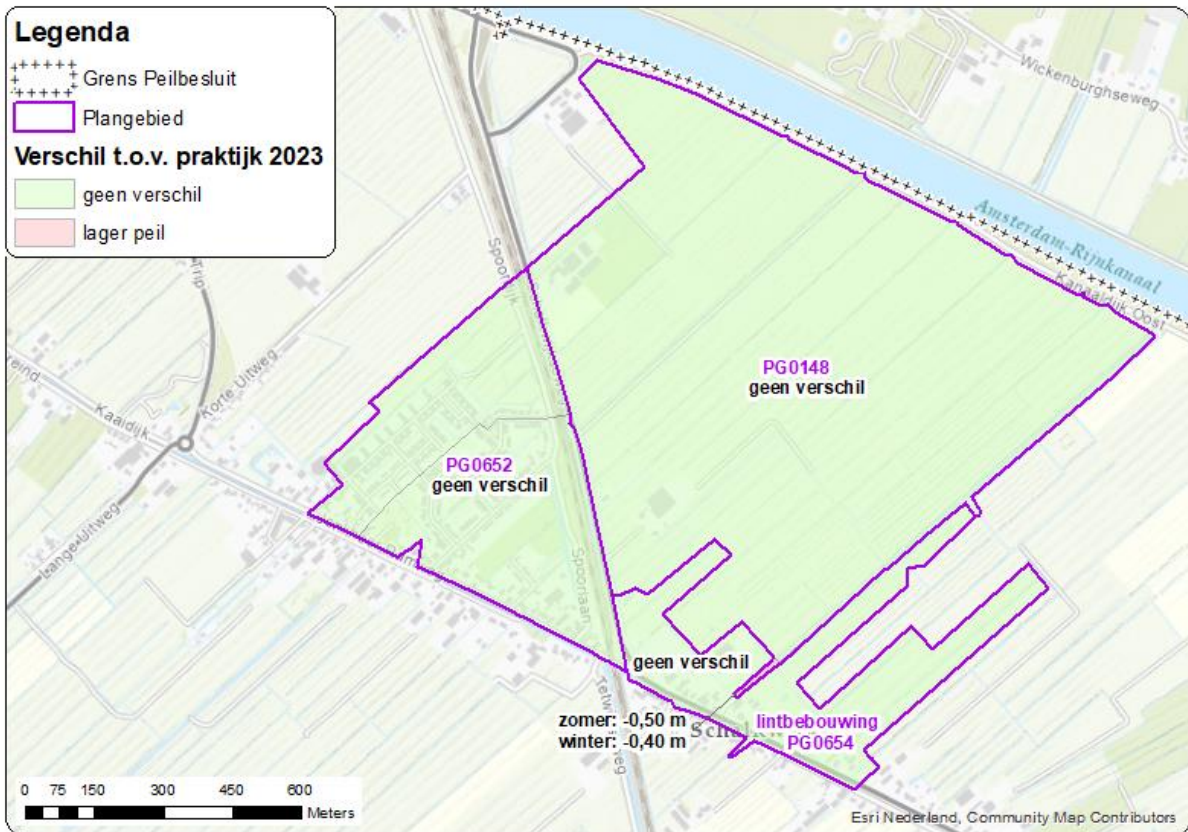 Legenda
Grens Peilbesluit
Plangebied
Verschil t.o.v. praktijk 2023
geen verschil
lager peil
Wickenburghseweg
Amsterdam-Rijnkanaal
Kanaaldijk Oost
Spoordijk
Trip
Korte Uitweg
Kaaidijk
Lange Uitweg
PG0148
geen verschil
PG0652
geen verschil
Spoorlaan
geen verschil
zomer: -0,50 m
winter: -0,40 m
lintbebouwing
PG0654
0 75 150 300 450 600
Meters
Esri Nederland, Community Map Contributors